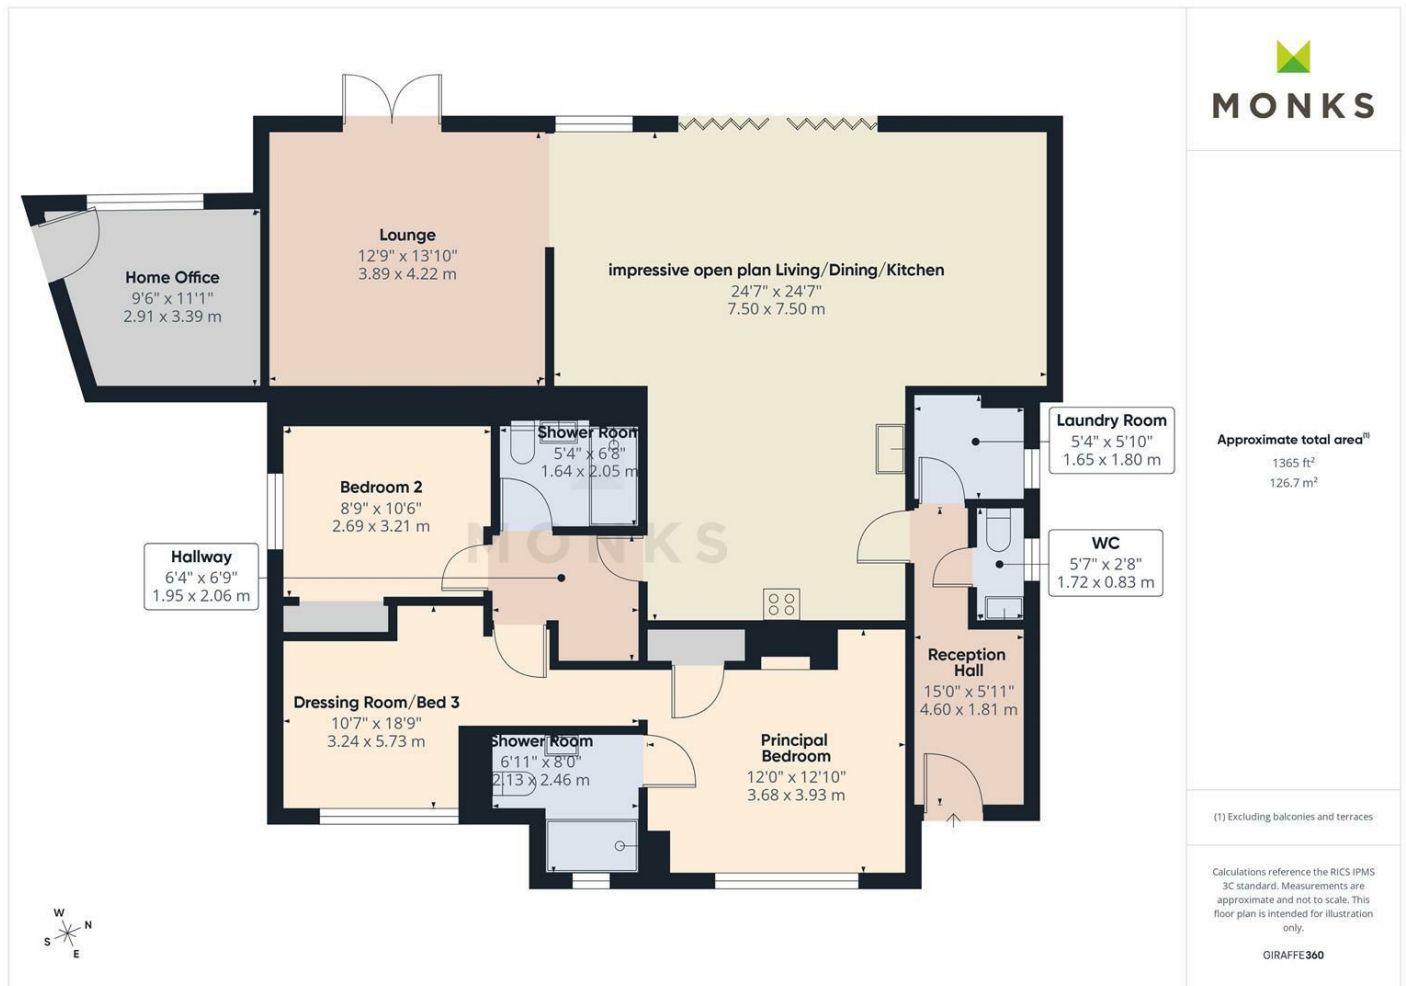 MONKS
Lounge
12'9" x 13'10"
3.89 x 4.22 m
Home Office
9'6" x 11'1"
2.91 x 3.39 m
impressive open plan Living/Dining/Kitchen
24'7" x 24'7"
7.50 x 7.50 m
Laundry Room
5'4" x 5'10"
1.65 x 1.80 m
Shower Room
5'4" x 6'8"
1.64 x 2.05 m
Bedroom 2
8'9" x 10'6"
2.69 x 3.21 m
MONKS
Hallway
6'4" x 6'9"
1.95 x 2.06 m
WC
5'7" x 2'8"
1.72 x 0.83 m
Reception
Hall
15'0" x 5'11"
4.60 x 1.81 m
Dressing Room/Bed 3
10'7" x 18'9"
3.24 x 5.73 m
Shower Room
6'11" x 8'0"
2.13 x 2.46 m
Principal
Bedroom
12'0" x 12'10"
3.68 x 3.93 m
W
N
S
E
Approximate total area(1)
1365 ft²
126.7 m²
(1) Excluding balconies and terraces
Calculations reference the RICS IPMS
3C standard. Measurements are
approximate and not to scale. This
floor plan is intended for illustration
only.
GIRAFFE360